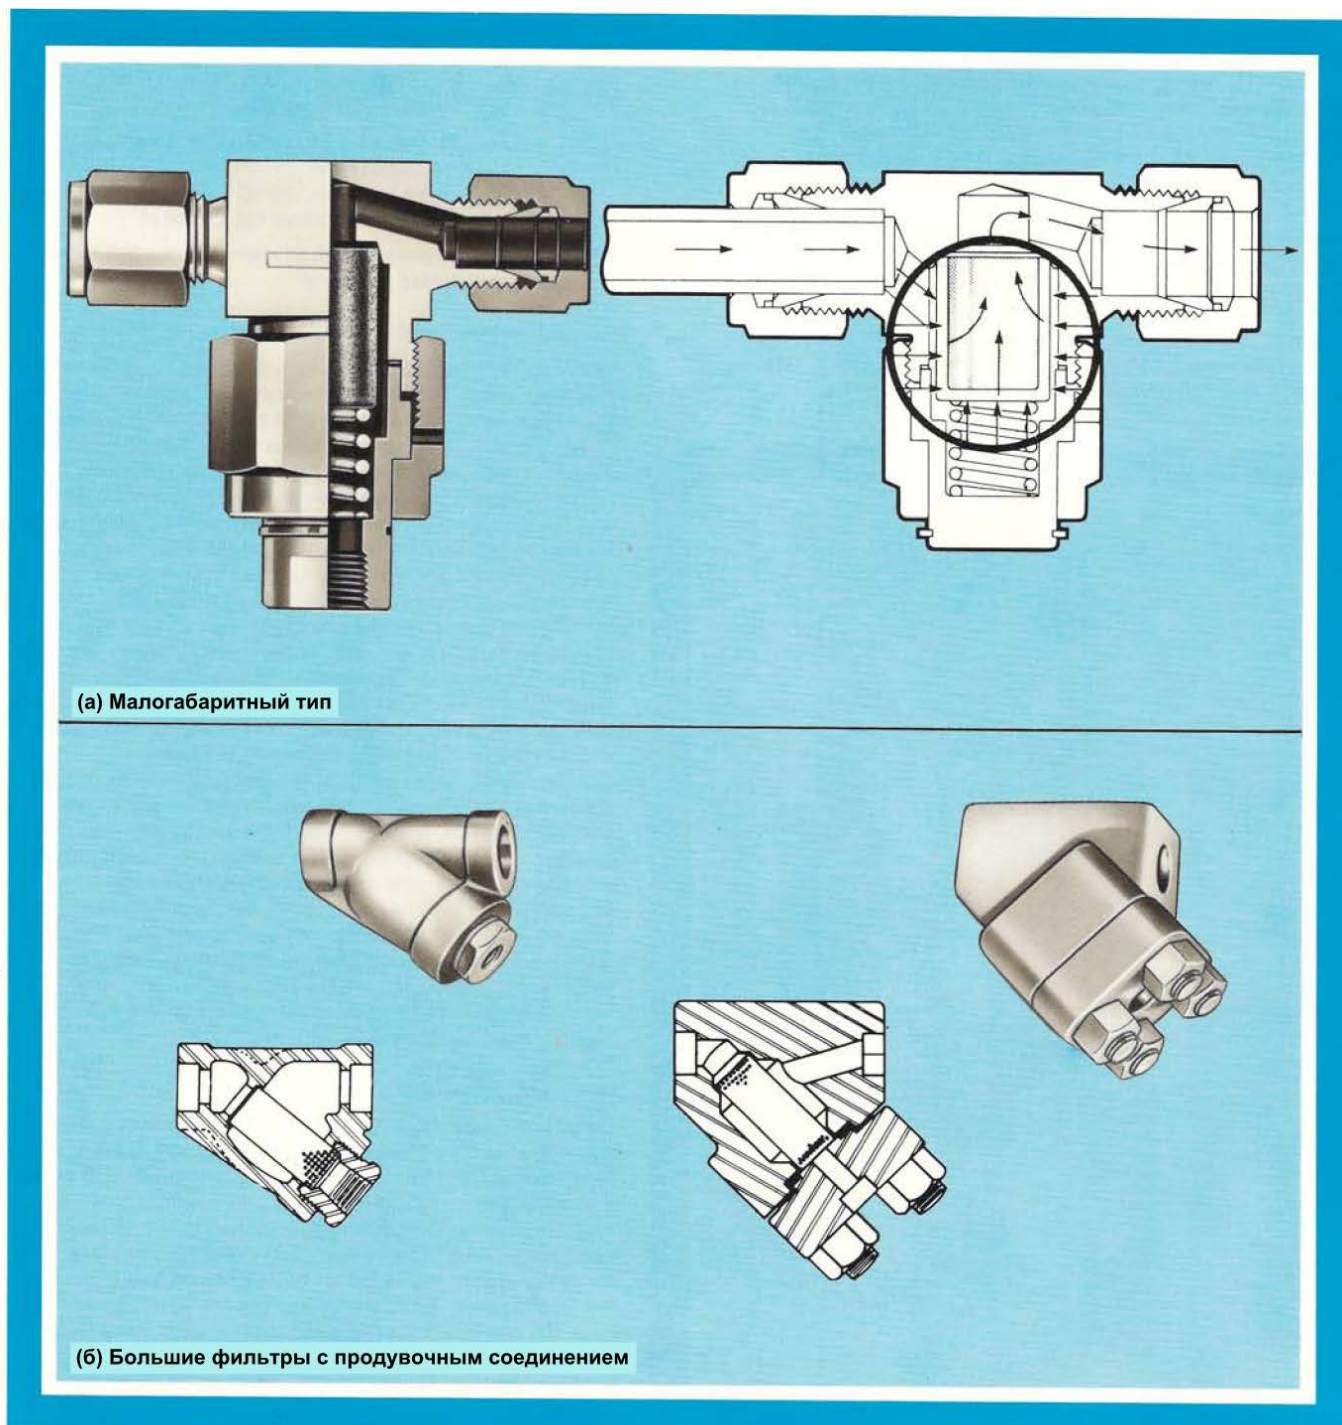 (а) Малогабаритный тип
(б) Большие фильтры с продувочным соединением